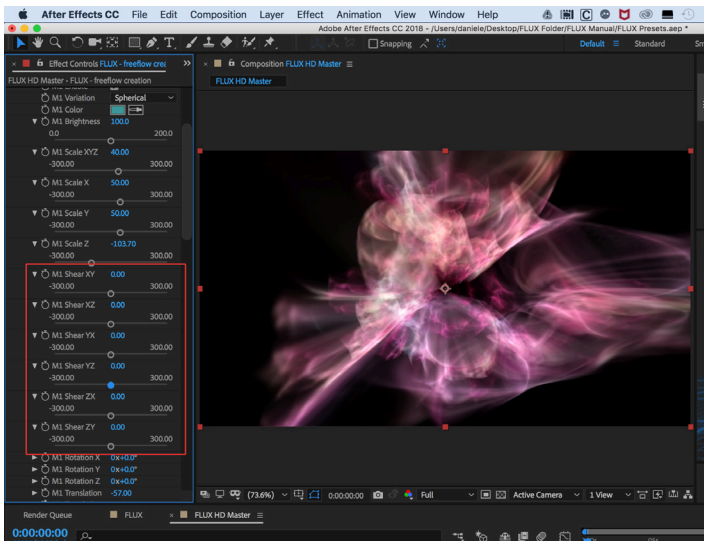 After Effects CC File Edit Composition Layer Effect Animation View Window Help
Adobe After Effects CC 2018 - /Users/daniele/Desktop/FLUX Folder/FLUX Manual/FLUX Presets.aep *
Snapping Default Standard Sm
Effect Controls FLUX - freeflow crea
Composition FLUX HD Master
FLUX HD Master • FLUX - freeflow creation
FLUX HD Master
M1 Enable
M1 Variation Spherical
M1 Color
M1 Brightness 100.0
0.0 200.0
M1 Scale XYZ 40.00
-300.00 300.00
M1 Scale X 50.00
-300.00 300.00
M1 Scale Y 50.00
-300.00 300.00
M1 Scale Z -103.70
-300.00 300.00
M1 Shear XY 0.00
-300.00 300.00
M1 Shear XZ 0.00
-300.00 300.00
M1 Shear YX 0.00
-300.00 300.00
M1 Shear YZ 0.00
-300.00 300.00
M1 Shear ZX 0.00
-300.00 300.00
M1 Shear ZY 0.00
-300.00 300.00
M1 Rotation X 0x+0.0°
M1 Rotation Y 0x+0.0°
M1 Rotation Z 0x+0.0°
M1 Translation -57.00
(73.6%) 0:00:00:00 Full Active Camera 1 View
Render Queue FLUX × FLUX HD Master
0:00:00:00